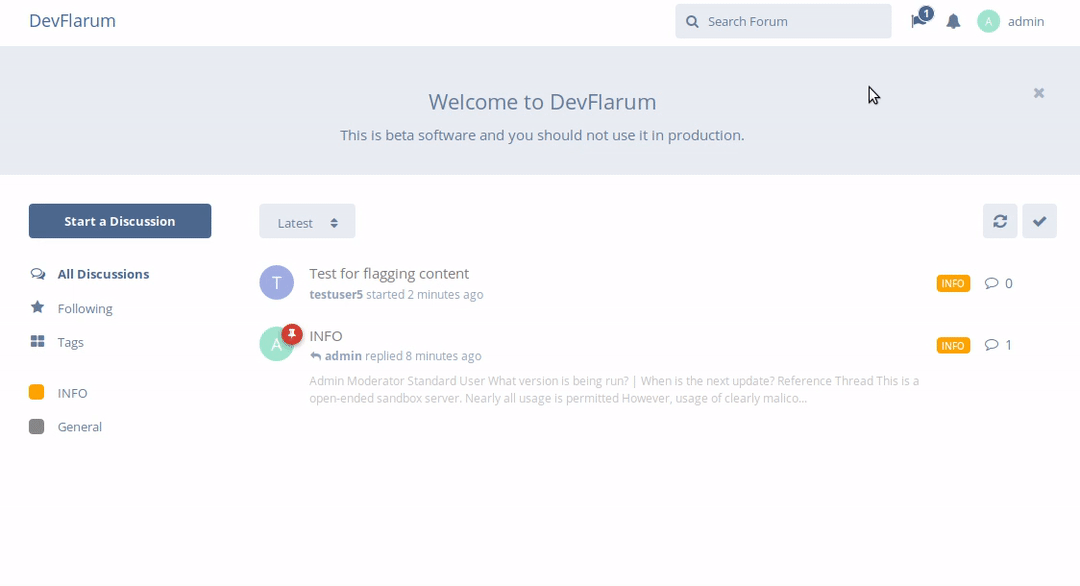 DevFlarum
Search Forum
1
A
admin
Welcome to DevFlarum
This is beta software and you should not use it in production.
Start a Discussion
Latest
All Discussions
Following
Tags
INFO
General
T
Test for flagging content
testuser5 started 2 minutes ago
INFO
0
A
INFO
admin replied 8 minutes ago
INFO
1
Admin Moderator Standard User What version is being run? | When is the next update? Reference Thread This is a
open-ended sandbox server. Nearly all usage is permitted However, usage of clearly malico...